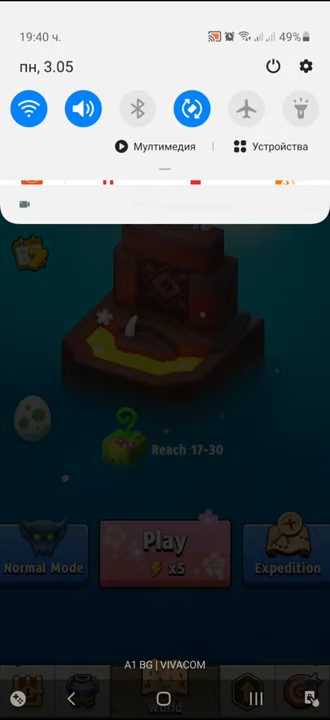 19:40 ч.
49%
пн, 3.05
Мултимедия
Устройства
Reach 17-30
Normal Mode
Play
x5
Expedition
A1 BG | VIVACOM
World